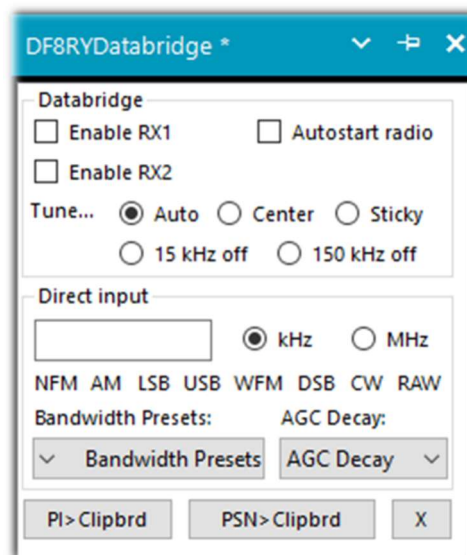 DF8RYDatabridge *
Databridge
Enable RX1 Autostart radio
Enable RX2
Tune... Auto Center Sticky
15 kHz off 150 kHz off
Direct input
kHz MHz
NFM AM LSB USB WFM DSB CW RAW
Bandwidth Presets: AGC Decay:
Bandwidth Presets AGC Decay
PI>Clipbrd PSN>Clipbrd X